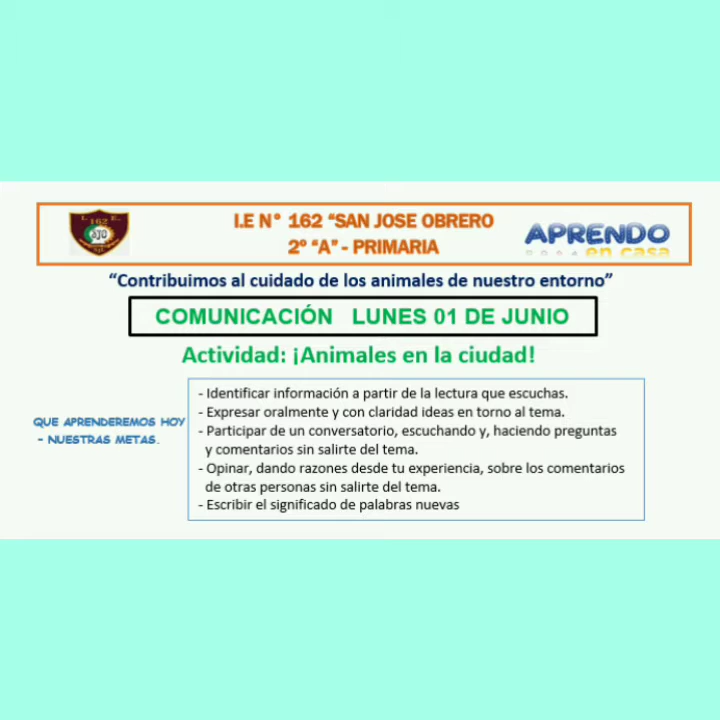 I.E N° 162 “SAN JOSE OBRERO
2º “A” - PRIMARIA
I. 162 E.
SJO
APRENDO
en casa
“Contribuimos al cuidado de los animales de nuestro entorno”
COMUNICACIÓN LUNES 01 DE JUNIO
Actividad: ¡Animales en la ciudad!
QUE APRENDEREMOS HOY
- NUESTRAS METAS.
- Identificar información a partir de la lectura que escuchas.
- Expresar oralmente y con claridad ideas en torno al tema.
- Participar de un conversatorio, escuchando y, haciendo preguntas
y comentarios sin salirte del tema.
- Opinar, dando razones desde tu experiencia, sobre los comentarios
de otras personas sin salirte del tema.
- Escribir el significado de palabras nuevas